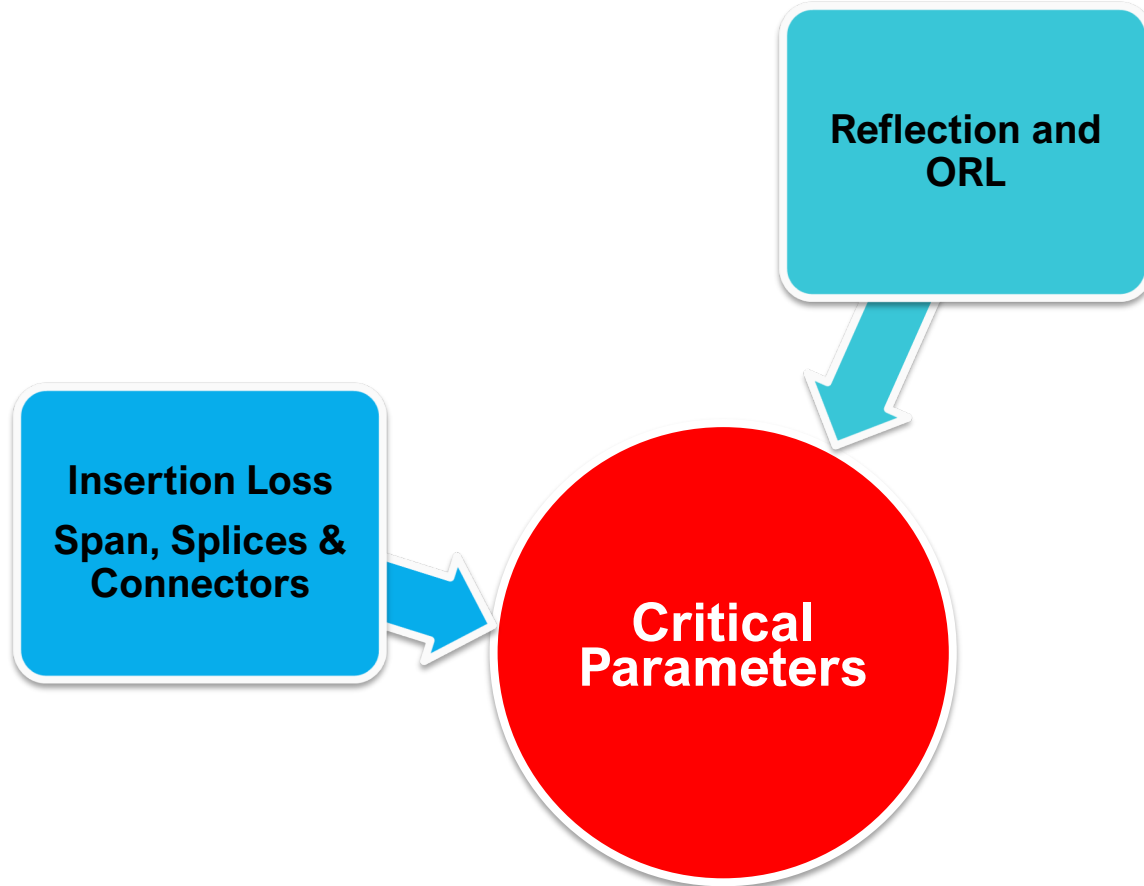 Reflection and
ORL
Insertion Loss
Span, Splices &
Connectors
Critical
Parameters